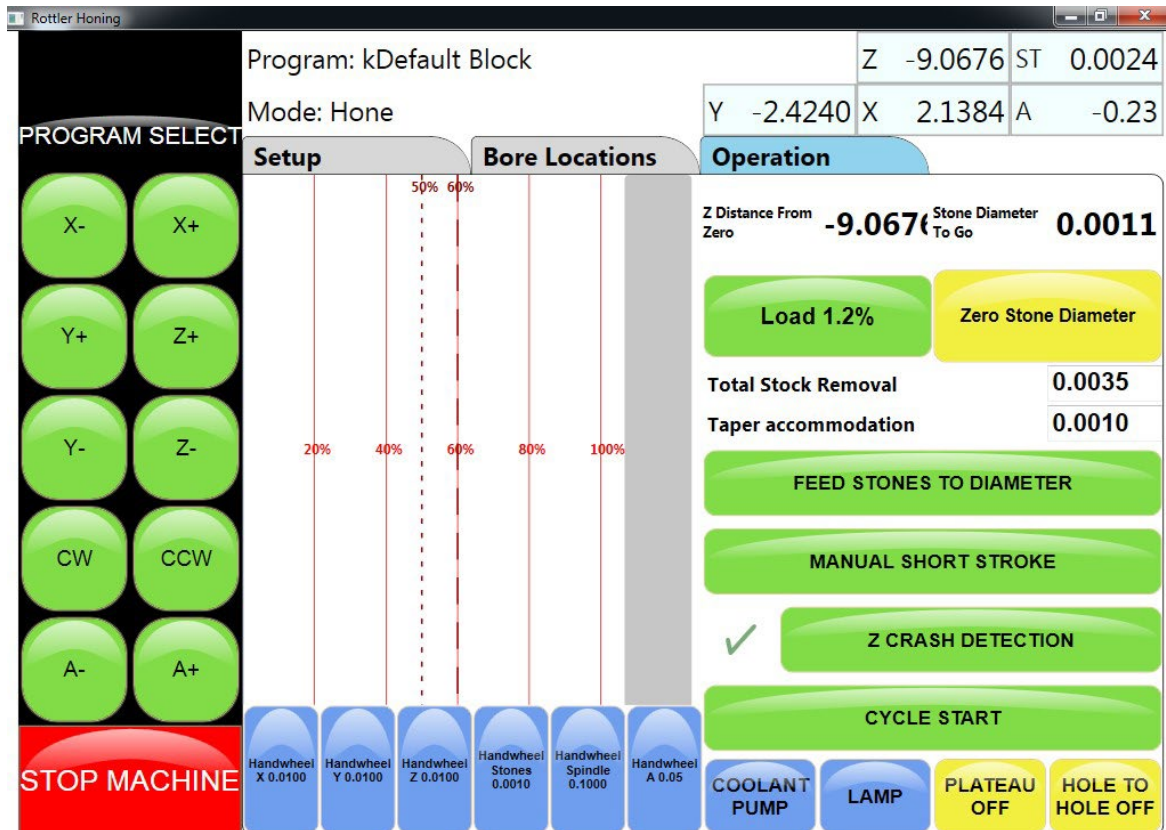 Rottler Honing
Program: kDefault Block
Z -9.0676 ST 0.0024
Mode: Hone
Y -2.4240 X 2.1384 A -0.23
PROGRAM SELECT
Setup
Bore Locations
Operation
X-
X+
Y+
Z+
Y-
Z-
CW
CCW
A-
A+
STOP MACHINE
50% 60%
20% 40% 60% 80% 100%
Z Distance From
Zero
-9.0676
Stone Diameter
To Go
0.0011
Load 1.2%
Zero Stone Diameter
Total Stock Removal 0.0035
Taper accommodation 0.0010
FEED STONES TO DIAMETER
MANUAL SHORT STROKE
Z CRASH DETECTION
CYCLE START
Handwheel
X 0.0100
Handwheel
Y 0.0100
Handwheel
Z 0.0100
Handwheel
Stones
0.0010
Handwheel
Spindle
0.1000
Handwheel
A 0.05
COOLANT
PUMP
LAMP
PLATEAU
OFF
HOLE TO
HOLE OFF